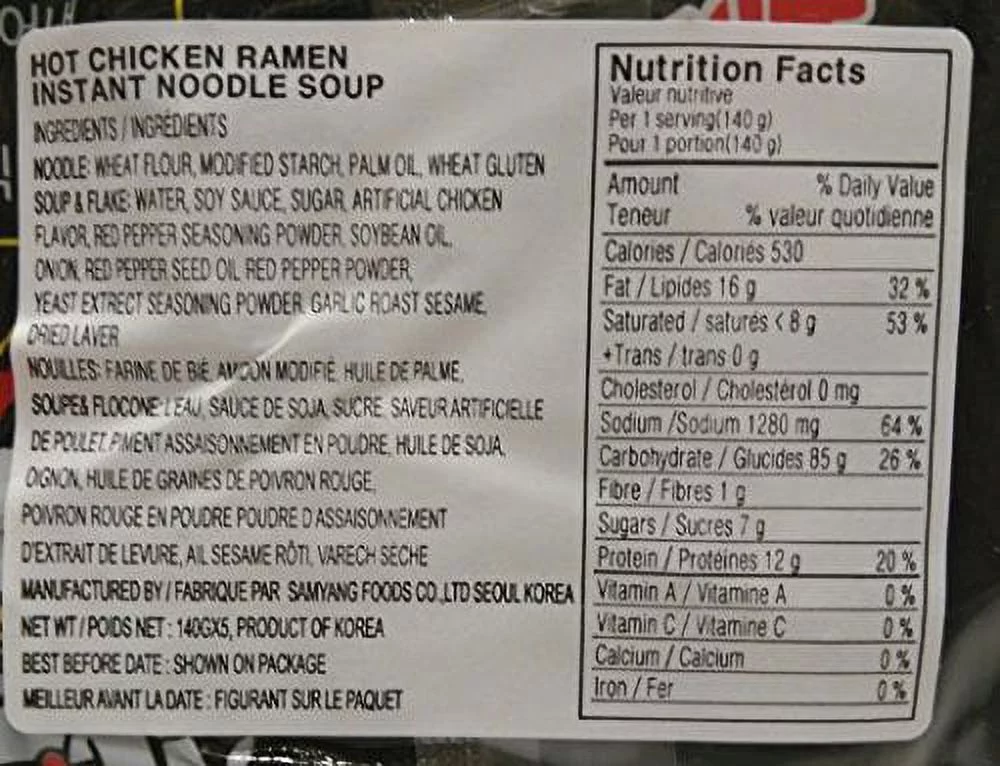 HOT CHICKEN RAMEN
INSTANT NOODLE SOUP
INGREDIENTS / INGRÉDIENTS
NOODLE: WHEAT FLOUR, MODIFIED STARCH, PALM OIL, WHEAT GLUTEN
SOUP & FLAKE: WATER, SOY SAUCE, SUGAR, ARTIFICIAL CHICKEN
FLAVOR, RED PEPPER SEASONING POWDER, SOYBEAN OIL,
ONION, RED PEPPER SEED OIL, RED PEPPER POWDER,
YEAST EXTRECT SEASONING POWDER, GARLIC ROAST SESAME,
DRIED LAVER
NOUILLES: FARINE DE BIÉ, AMIDON MODIFIÉ, HUILE DE PALME,
SOUPE& FLOCONE: L'EAU, SAUCE DE SOJA, SUCRE SAVEUR ARTIFICIELLE
DE POULET, PIMENT ASSAISONNEMENT EN POUDRE, HUILE DE SOJA,
OIGNON, HUILE DE GRAINES DE POIVRON ROUGE,
POIVRON ROUGE EN POUDRE POUDRE D'ASSAISONNEMENT
D'EXTRAIT DE LEVURE, AIL SESAME RÔTI, VARECH SÉCHE
MANUFACTURED BY / FABRIQUE PAR SAMYANG FOODS CO.,LTD SEOUL KOREA
NET WT / POIDS NET : 140GX5, PRODUCT OF KOREA
BEST BEFORE DATE : SHOWN ON PACKAGE
MEILLEUR AVANT LA DATE : FIGURANT SUR LE PAQUET
Nutrition Facts
Valeur nutritive
Per 1 serving(140 g)
Pour 1 portion(140 g)
Amount % Daily Value
Teneur % valeur quotidienne
Calories / Calories 530
Fat / Lipides 16 g 32 %
Saturated / saturés < 8 g 53 %
+Trans / trans 0 g
Cholesterol / Cholestérol 0 mg
Sodium /Sodium 1280 mg 64 %
Carbohydrate / Glucides 85 g 26 %
Fibre / Fibres 1 g
Sugars / Sucres 7 g
Protein / Protéines 12 g 20 %
Vitamin A / Vitamine A 0 %
Vitamin C / Vitamine C 0 %
Calcium / Calcium 0 %
Iron / Fer 0 %